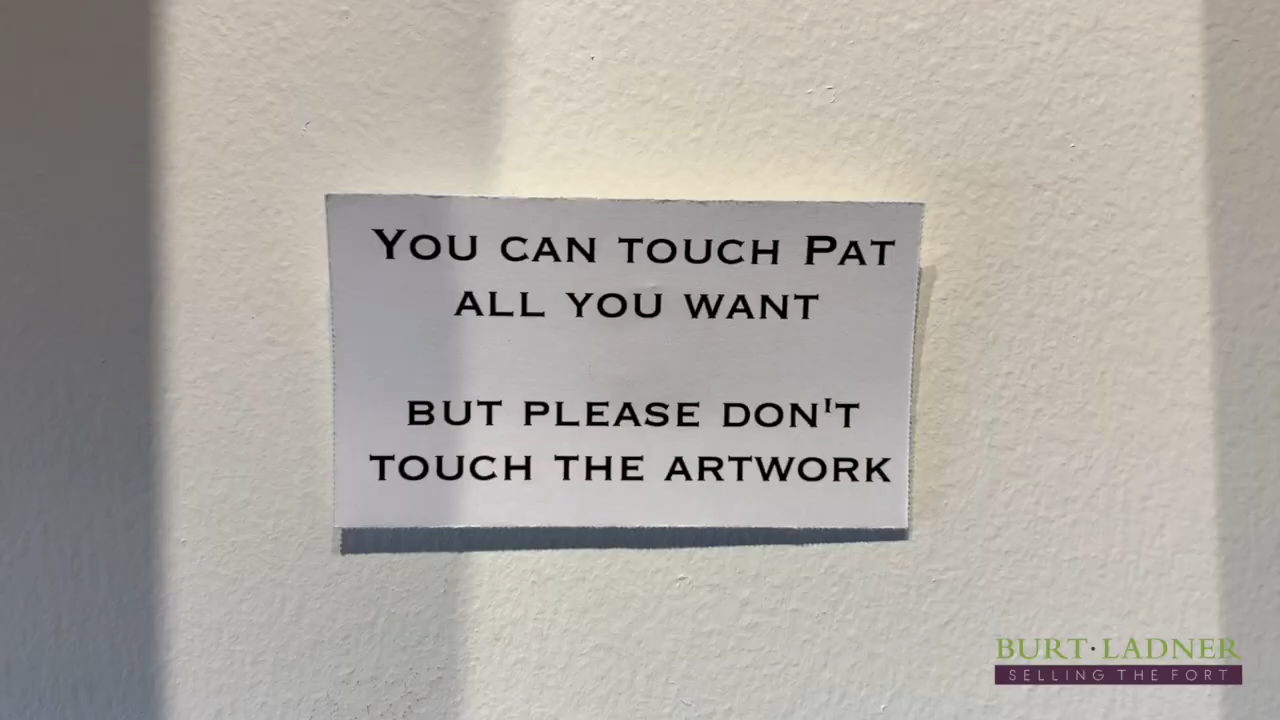 YOU CAN TOUCH PAT
ALL YOU WANT
BUT PLEASE DON'T
TOUCH THE ARTWORK
BURT·LADNER
SELLING THE FORT